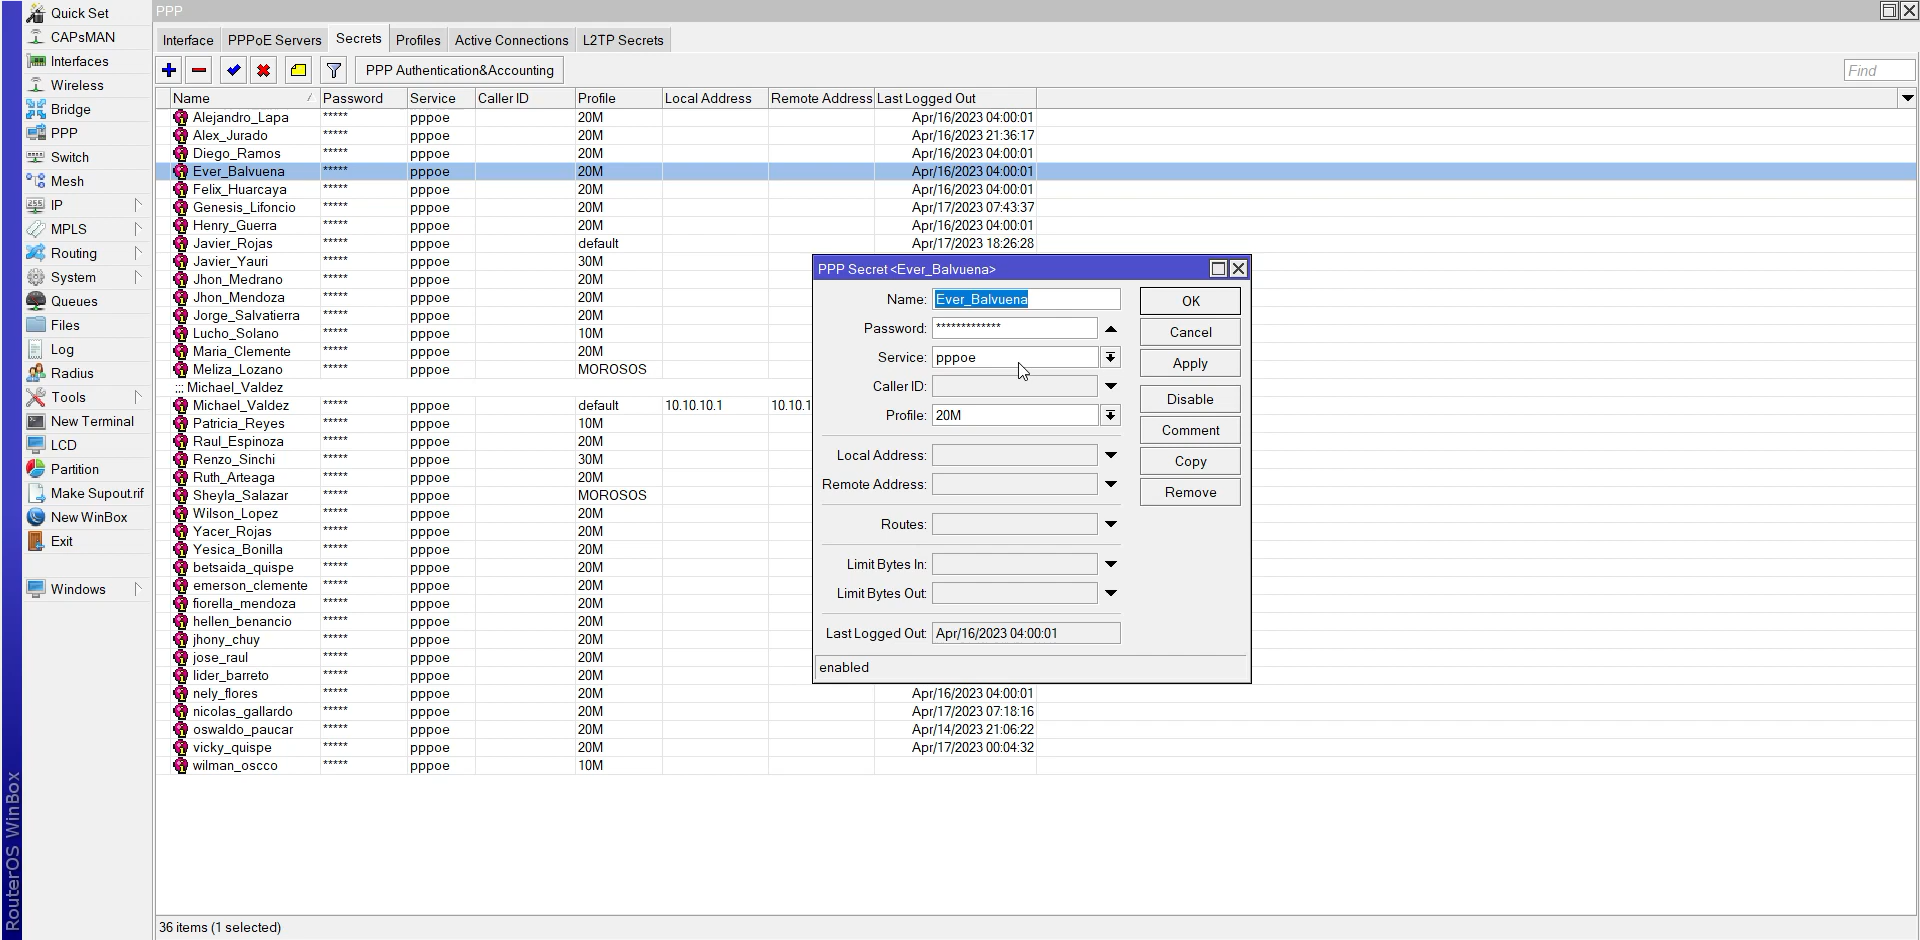 Quick Set
CAPsMAN
Interfaces
Wireless
Bridge
PPP
Switch
Mesh
IP
MPLS
Routing
System
Queues
Files
Log
Radius
Tools
New Terminal
LCD
Partition
Make Supout.rif
New WinBox
Exit
Windows
RouterOS WinBox
PPP
Interface PPPoE Servers Secrets Profiles Active Connections L2TP Secrets
PPP Authentication&Accounting Find
Name Password Service Caller ID Profile Local Address Remote Address Last Logged Out
Alejandro_Lapa ***** pppoe 20M Apr/16/2023 04:00:01
Alex_Jurado ***** pppoe 20M Apr/16/2023 21:36:17
Diego_Ramos ***** pppoe 20M Apr/16/2023 04:00:01
Ever_Balvuena ***** pppoe 20M Apr/16/2023 04:00:01
Felix_Huarcaya ***** pppoe 20M Apr/16/2023 04:00:01
Genesis_Lifoncio ***** pppoe 20M Apr/17/2023 07:43:37
Henry_Guerra ***** pppoe 20M Apr/16/2023 04:00:01
Javier_Rojas ***** pppoe default Apr/17/2023 18:26:28
Javier_Yauri ***** pppoe 30M
Jhon_Medrano ***** pppoe 20M
Jhon_Mendoza ***** pppoe 20M
Jorge_Salvatierra ***** pppoe 20M
Lucho_Solano ***** pppoe 10M
Maria_Clemente ***** pppoe 20M
Meliza_Lozano ***** pppoe MOROSOS
;;; Michael_Valdez
Michael_Valdez ***** pppoe default 10.10.10.1 10.10.1
Patricia_Reyes ***** pppoe 10M
Raul_Espinoza ***** pppoe 20M
Renzo_Sinchi ***** pppoe 30M
Ruth_Arteaga ***** pppoe 20M
Sheyla_Salazar ***** pppoe MOROSOS
Wilson_Lopez ***** pppoe 20M
Yacer_Rojas ***** pppoe 20M
Yesica_Bonilla ***** pppoe 20M
betsaida_quispe ***** pppoe 20M
emerson_clemente ***** pppoe 20M
fiorella_mendoza ***** pppoe 20M
hellen_benancio ***** pppoe 20M
jhony_chuy ***** pppoe 20M
jose_raul ***** pppoe 20M
lider_barreto ***** pppoe 20M
nely_flores ***** pppoe 20M Apr/16/2023 04:00:01
nicolas_gallardo ***** pppoe 20M Apr/17/2023 07:18:16
oswaldo_paucar ***** pppoe 20M Apr/14/2023 21:06:22
vicky_quispe ***** pppoe 20M Apr/17/2023 00:04:32
wilman_oscco ***** pppoe 10M
36 items (1 selected)
PPP Secret <Ever_Balvuena>
Name: Ever_Balvuena
Password: *************
Service: pppoe
Caller ID:
Profile: 20M
Local Address:
Remote Address:
Routes:
Limit Bytes In:
Limit Bytes Out:
Last Logged Out: Apr/16/2023 04:00:01
enabled
OK
Cancel
Apply
Disable
Comment
Copy
Remove